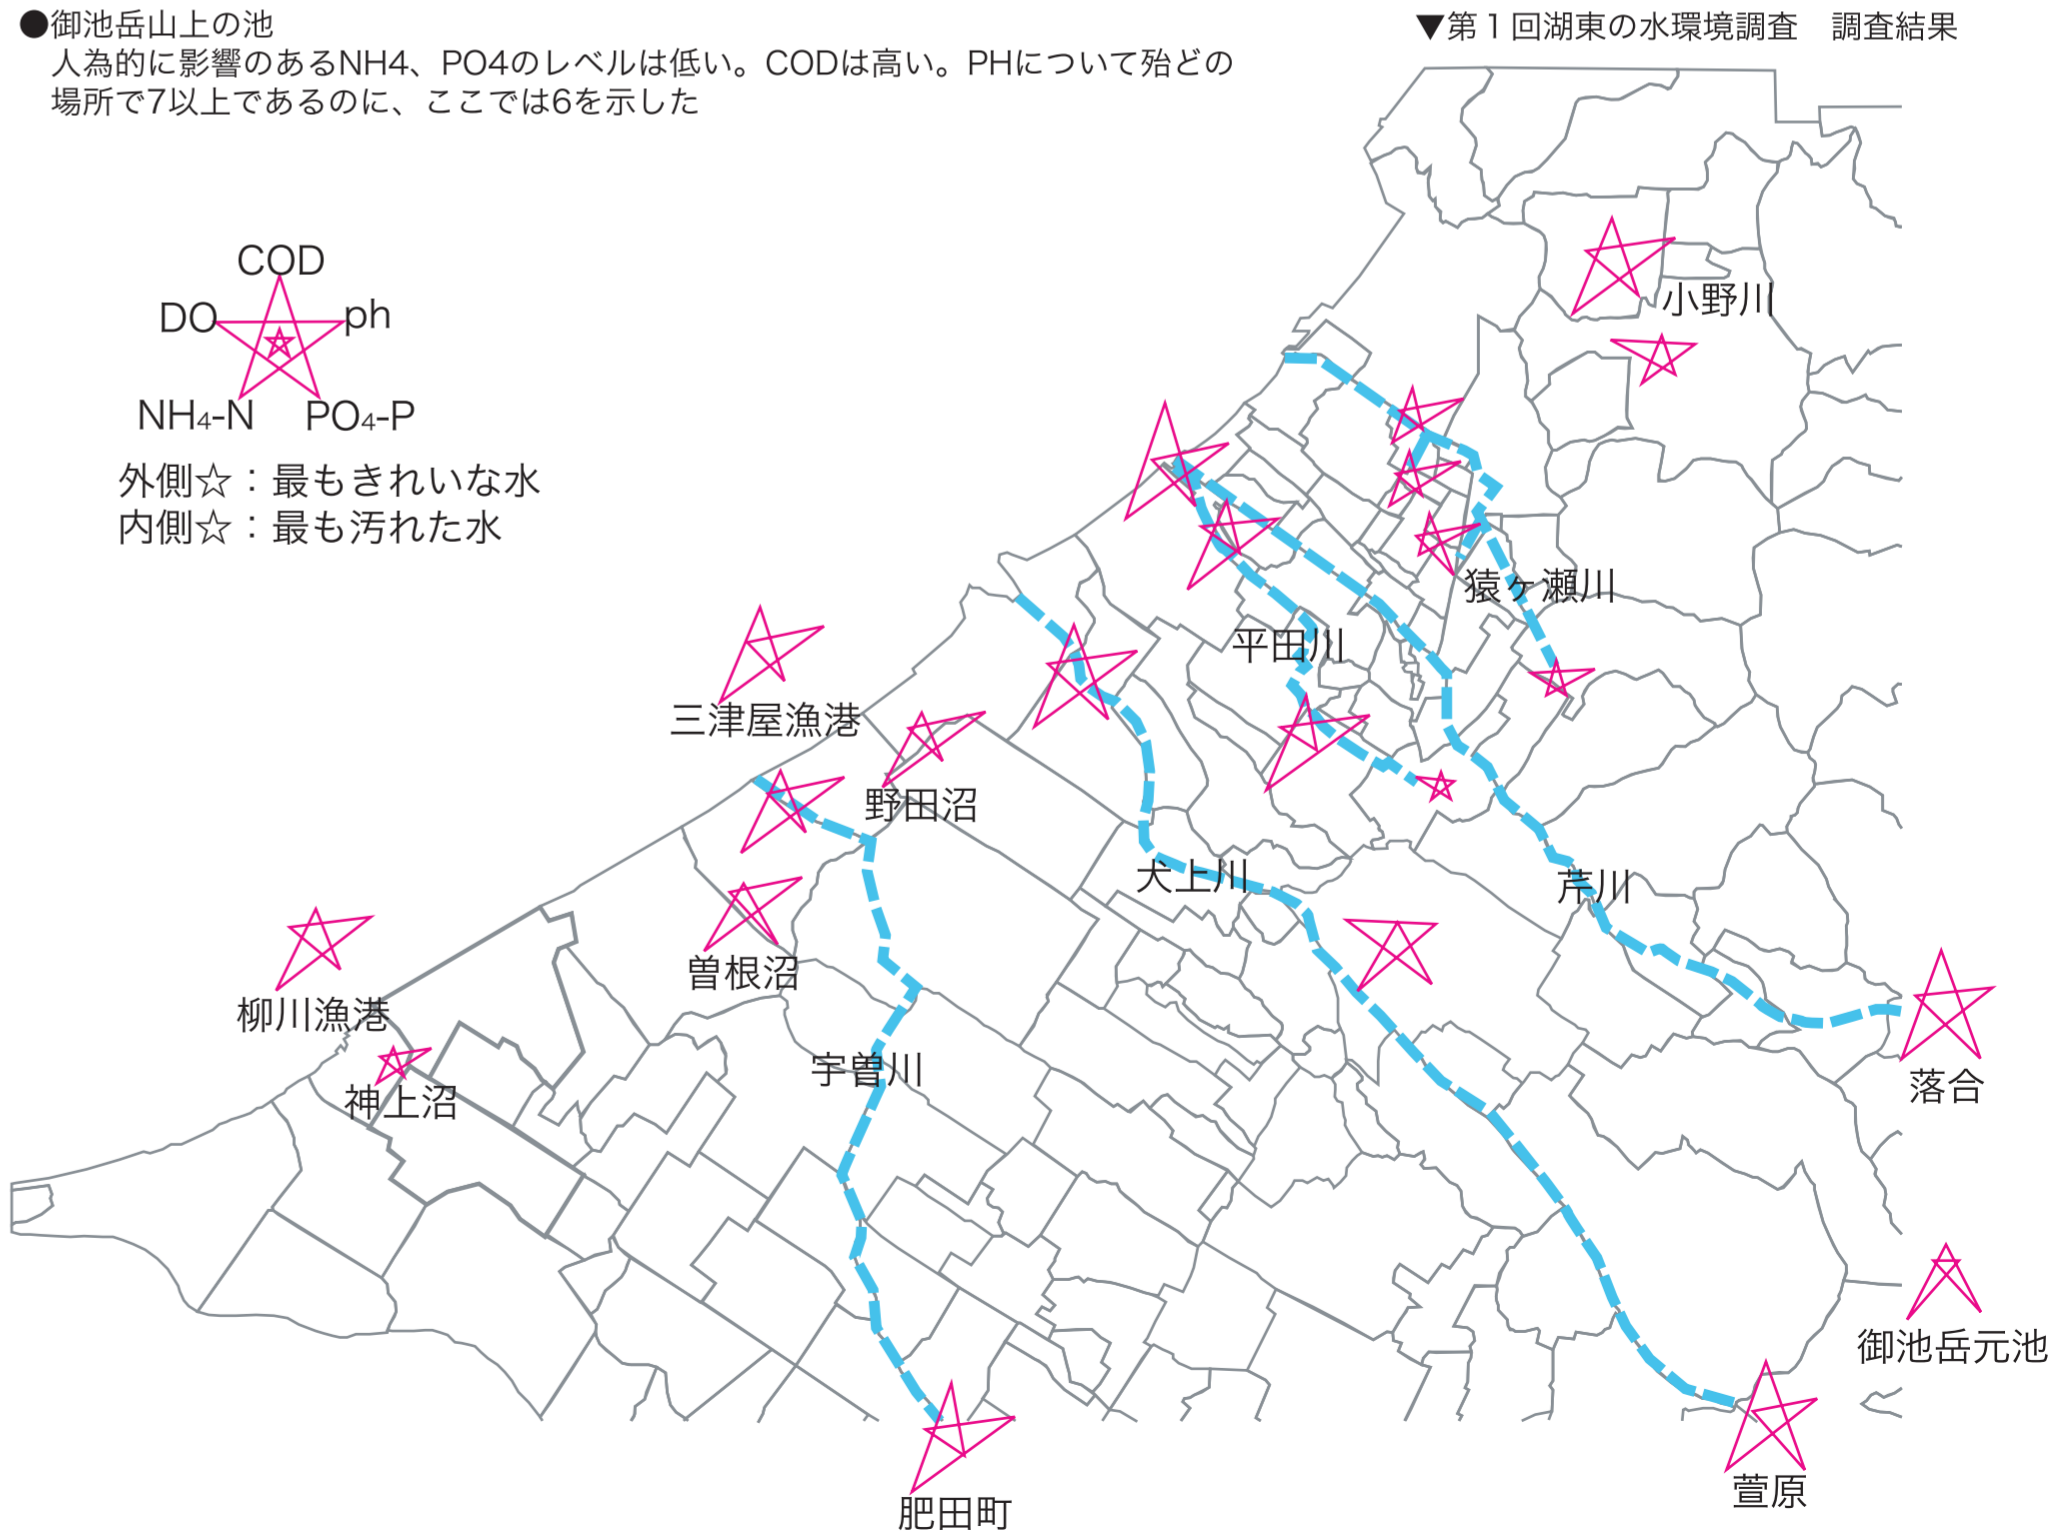 ●御池岳山上の池
人為的に影響のあるNH4、PO4のレベルは低い。CODは高い。PHについて殆どの
場所で7以上であるのに、ここでは6を示した
▼第１回湖東の水環境調査　調査結果
COD
DO
ph
NH4-N
PO4-P
外側☆：最もきれいな水
内側☆：最も汚れた水
小野川
猿ヶ瀬川
平田川
三津屋漁港
野田沼
犬上川
芹川
曽根沼
柳川漁港
宇曽川
神上沼
落合
御池岳元池
萱原
肥田町